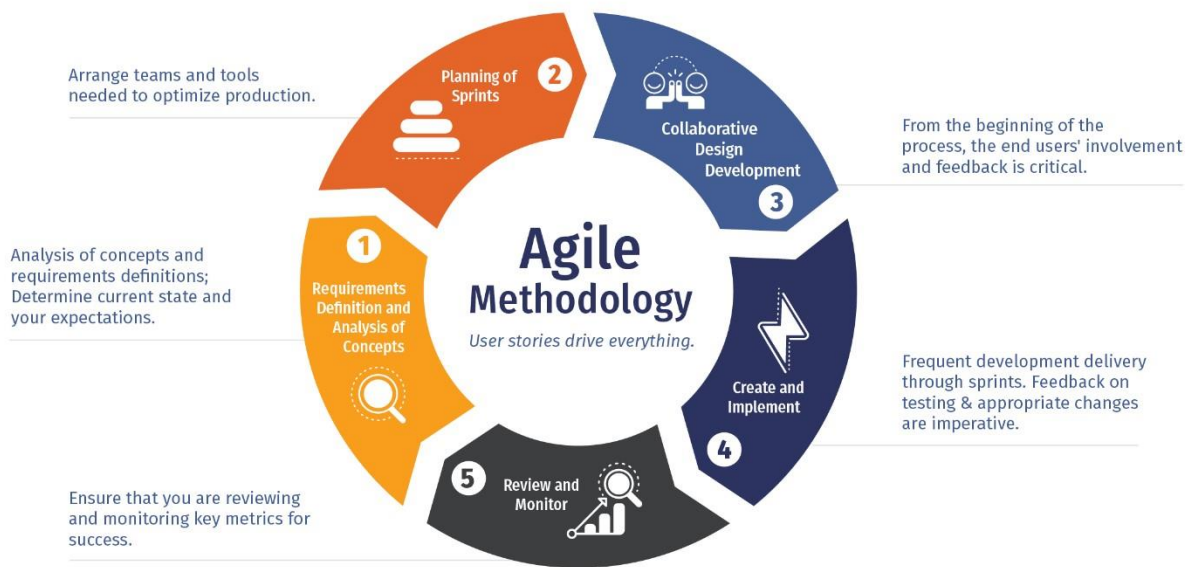 Agile
Methodology
User stories drive everything.
1
Requirements
Definition and
Analysis of
Concepts
Analysis of concepts and
requirements definitions;
Determine current state and
your expectations.
2
Planning of
Sprints
Arrange teams and tools
needed to optimize production.
Collaborative
Design
Development
3
From the beginning of the
process, the end users' involvement
and feedback is critical.
Create and
Implement
4
Frequent development delivery
through sprints. Feedback on
testing & appropriate changes
are imperative.
5
Review and
Monitor
Ensure that you are reviewing
and monitoring key metrics for
success.